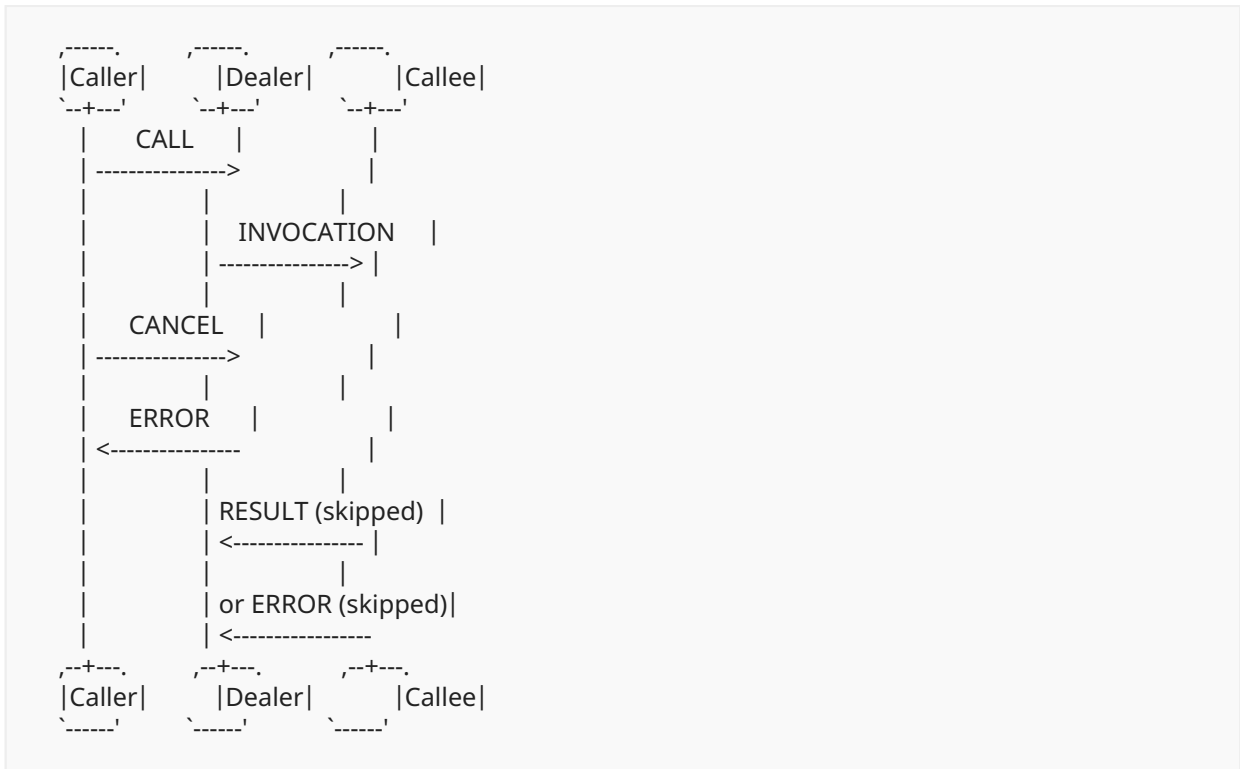 ,------.          ,------.            ,------.
|Caller|          |Dealer|            |Callee|
`--+---'          `--+---'            `--+---'
   |       CALL      |                   |
   | ---------------->                   |
   |                 |                   |
   |                 |    INVOCATION     |
   |                 | ----------------> |
   |                 |                   |
   |      CANCEL     |                   |
   | ---------------->                   |
   |                 |                   |
   |      ERROR      |                   |
   | <----------------                   |
   |                 |                   |
   |                 | RESULT (skipped)  |
   |                 | <---------------- |
   |                 |                   |
   |                 | or ERROR (skipped)|
   |                 | <-----------------
,--+---.          ,--+---.            ,--+---.
|Caller|          |Dealer|            |Callee|
`------'          `------'            `------'